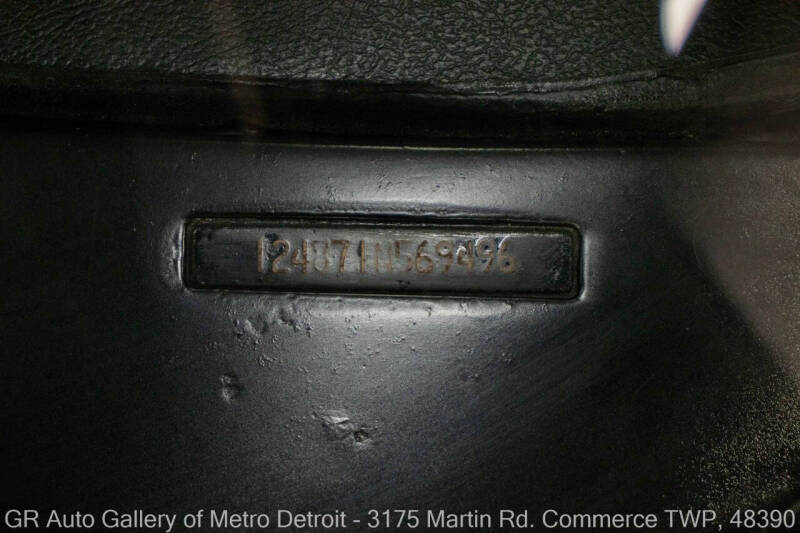 124871N569496
GR Auto Gallery of Metro Detroit - 3175 Martin Rd. Commerce TWP, 48390